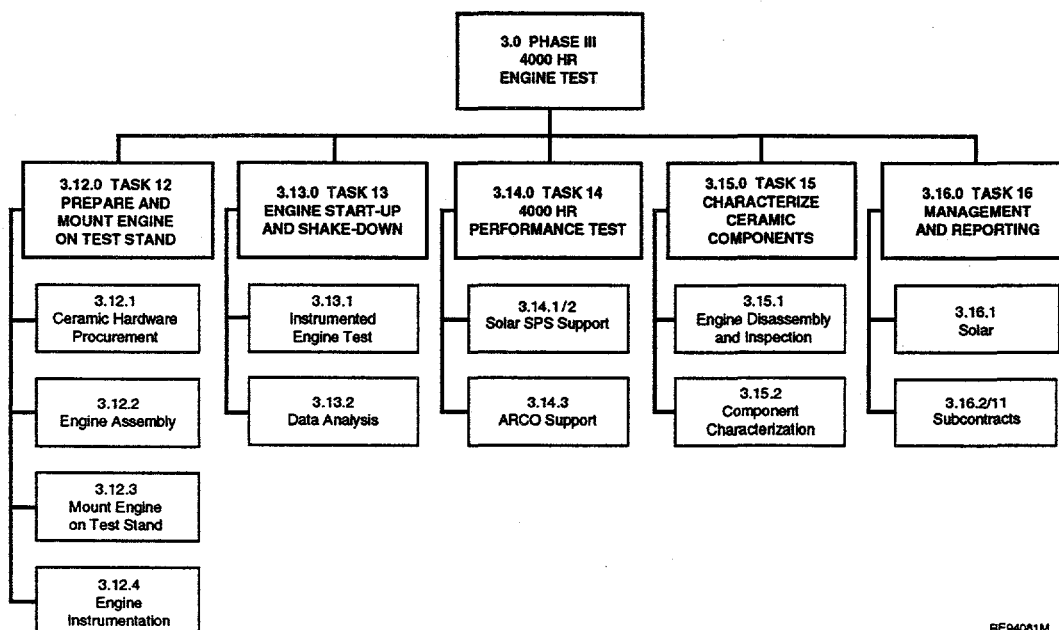 3.0 PHASE III
4000 HR
ENGINE TEST
3.12.0 TASK 12
PREPARE AND
MOUNT ENGINE
ON TEST STAND
3.12.1
Ceramic Hardware
Procurement
3.12.2
Engine Assembly
3.12.3
Mount Engine
on Test Stand
3.12.4
Engine
Instrumentation
3.13.0 TASK 13
ENGINE START-UP
AND SHAKE-DOWN
3.13.1
Instrumented
Engine Test
3.13.2
Data Analysis
3.14.0 TASK 14
4000 HR
PERFORMANCE TEST
3.14.1/2
Solar SPS Support
3.14.3
ARCO Support
3.15.0 TASK 15
CHARACTERIZE
CERAMIC
COMPONENTS
3.15.1
Engine Disassembly
and Inspection
3.15.2
Component
Characterization
3.16.0 TASK 16
MANAGEMENT
AND REPORTING
3.16.1
Solar
3.16.2/11
Subcontracts
RE94081M